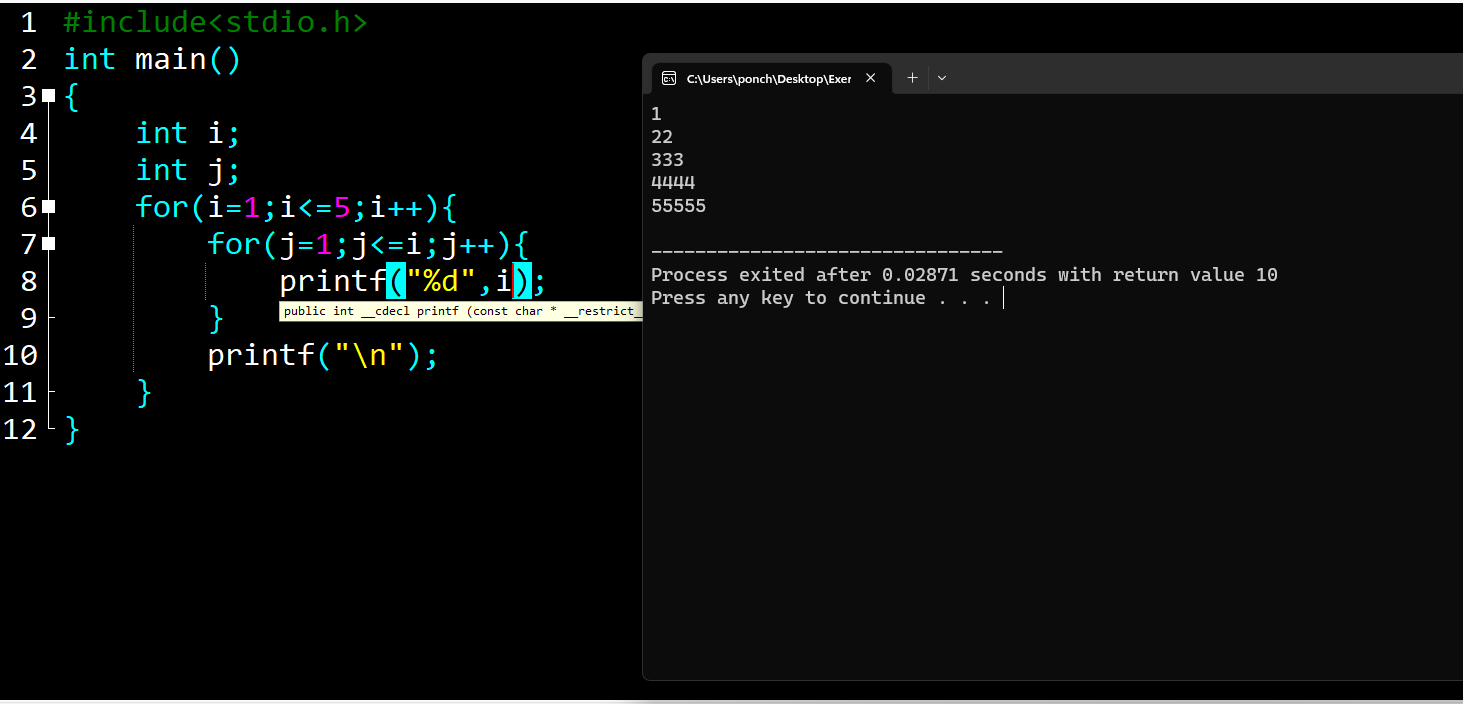 1 #include<stdio.h>
2 int main()
3 {
4 int i;
5 int j;
6 for(i=1;i<=5;i++){
7 for(j=1;j<=i;j++){
8 printf("%d",i);
public int __cdecl printf (const char * __restrict_
9 }
10 printf("\n");
11 }
12 }
C:\Users\ponch\Desktop\Exer
1
22
333
4444
55555
--------------------------------
Process exited after 0.02871 seconds with return value 10
Press any key to continue . . .